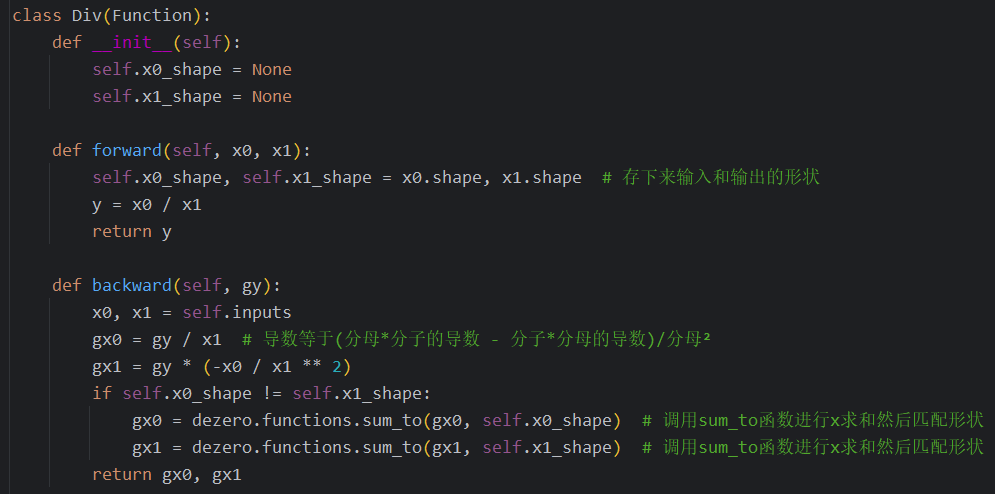 class Div(Function):
    def __init__(self):
        self.x0_shape = None
        self.x1_shape = None

    def forward(self, x0, x1):
        self.x0_shape, self.x1_shape = x0.shape, x1.shape  # 存下来输入和输出的形状
        y = x0 / x1
        return y

    def backward(self, gy):
        x0, x1 = self.inputs
        gx0 = gy / x1  # 导数等于(分母*分子的导数 - 分子*分母的导数)/分母²
        gx1 = gy * (-x0 / x1 ** 2)
        if self.x0_shape != self.x1_shape:
            gx0 = dezero.functions.sum_to(gx0, self.x0_shape)  # 调用sum_to函数进行x求和然后匹配形状
            gx1 = dezero.functions.sum_to(gx1, self.x1_shape)  # 调用sum_to函数进行x求和然后匹配形状
        return gx0, gx1